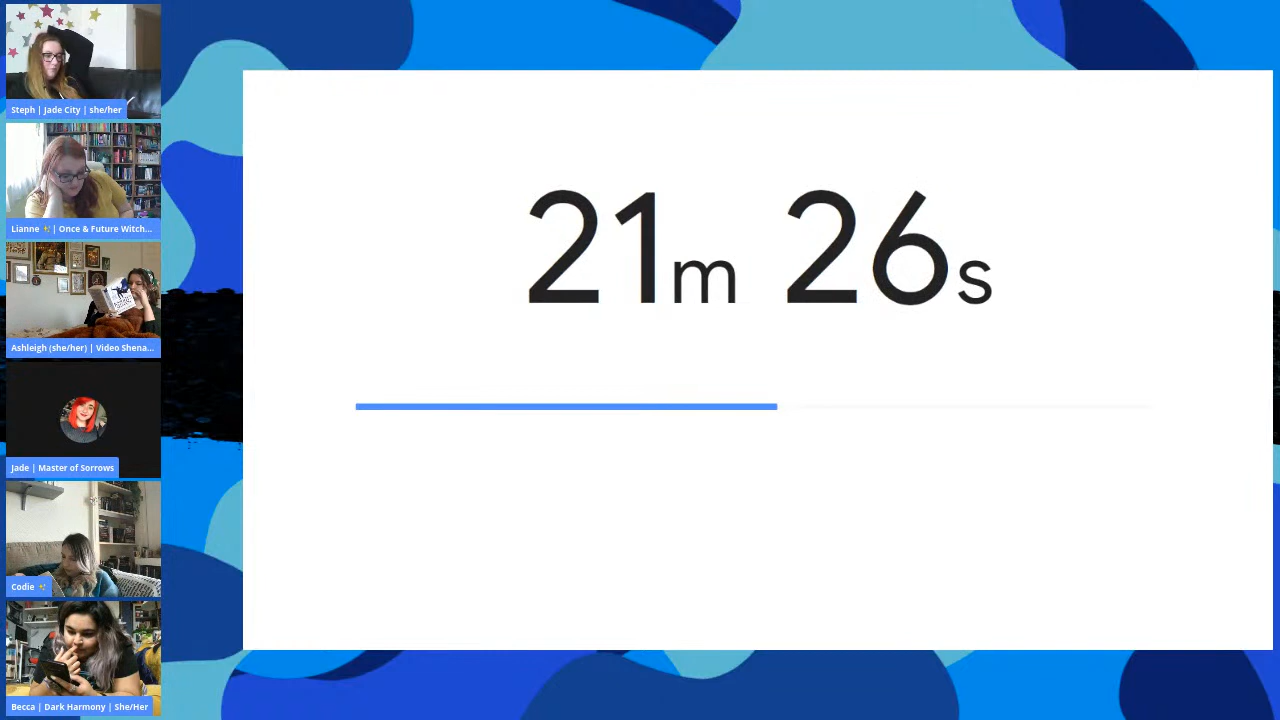 Steph | Jade City | she/her
Lianne ✨ | Once & Future Witch...
Ashleigh (she/her) | Video Shena...
Jade | Master of Sorrows
Codie ✨
Becca | Dark Harmony | She/Her
21m 26s